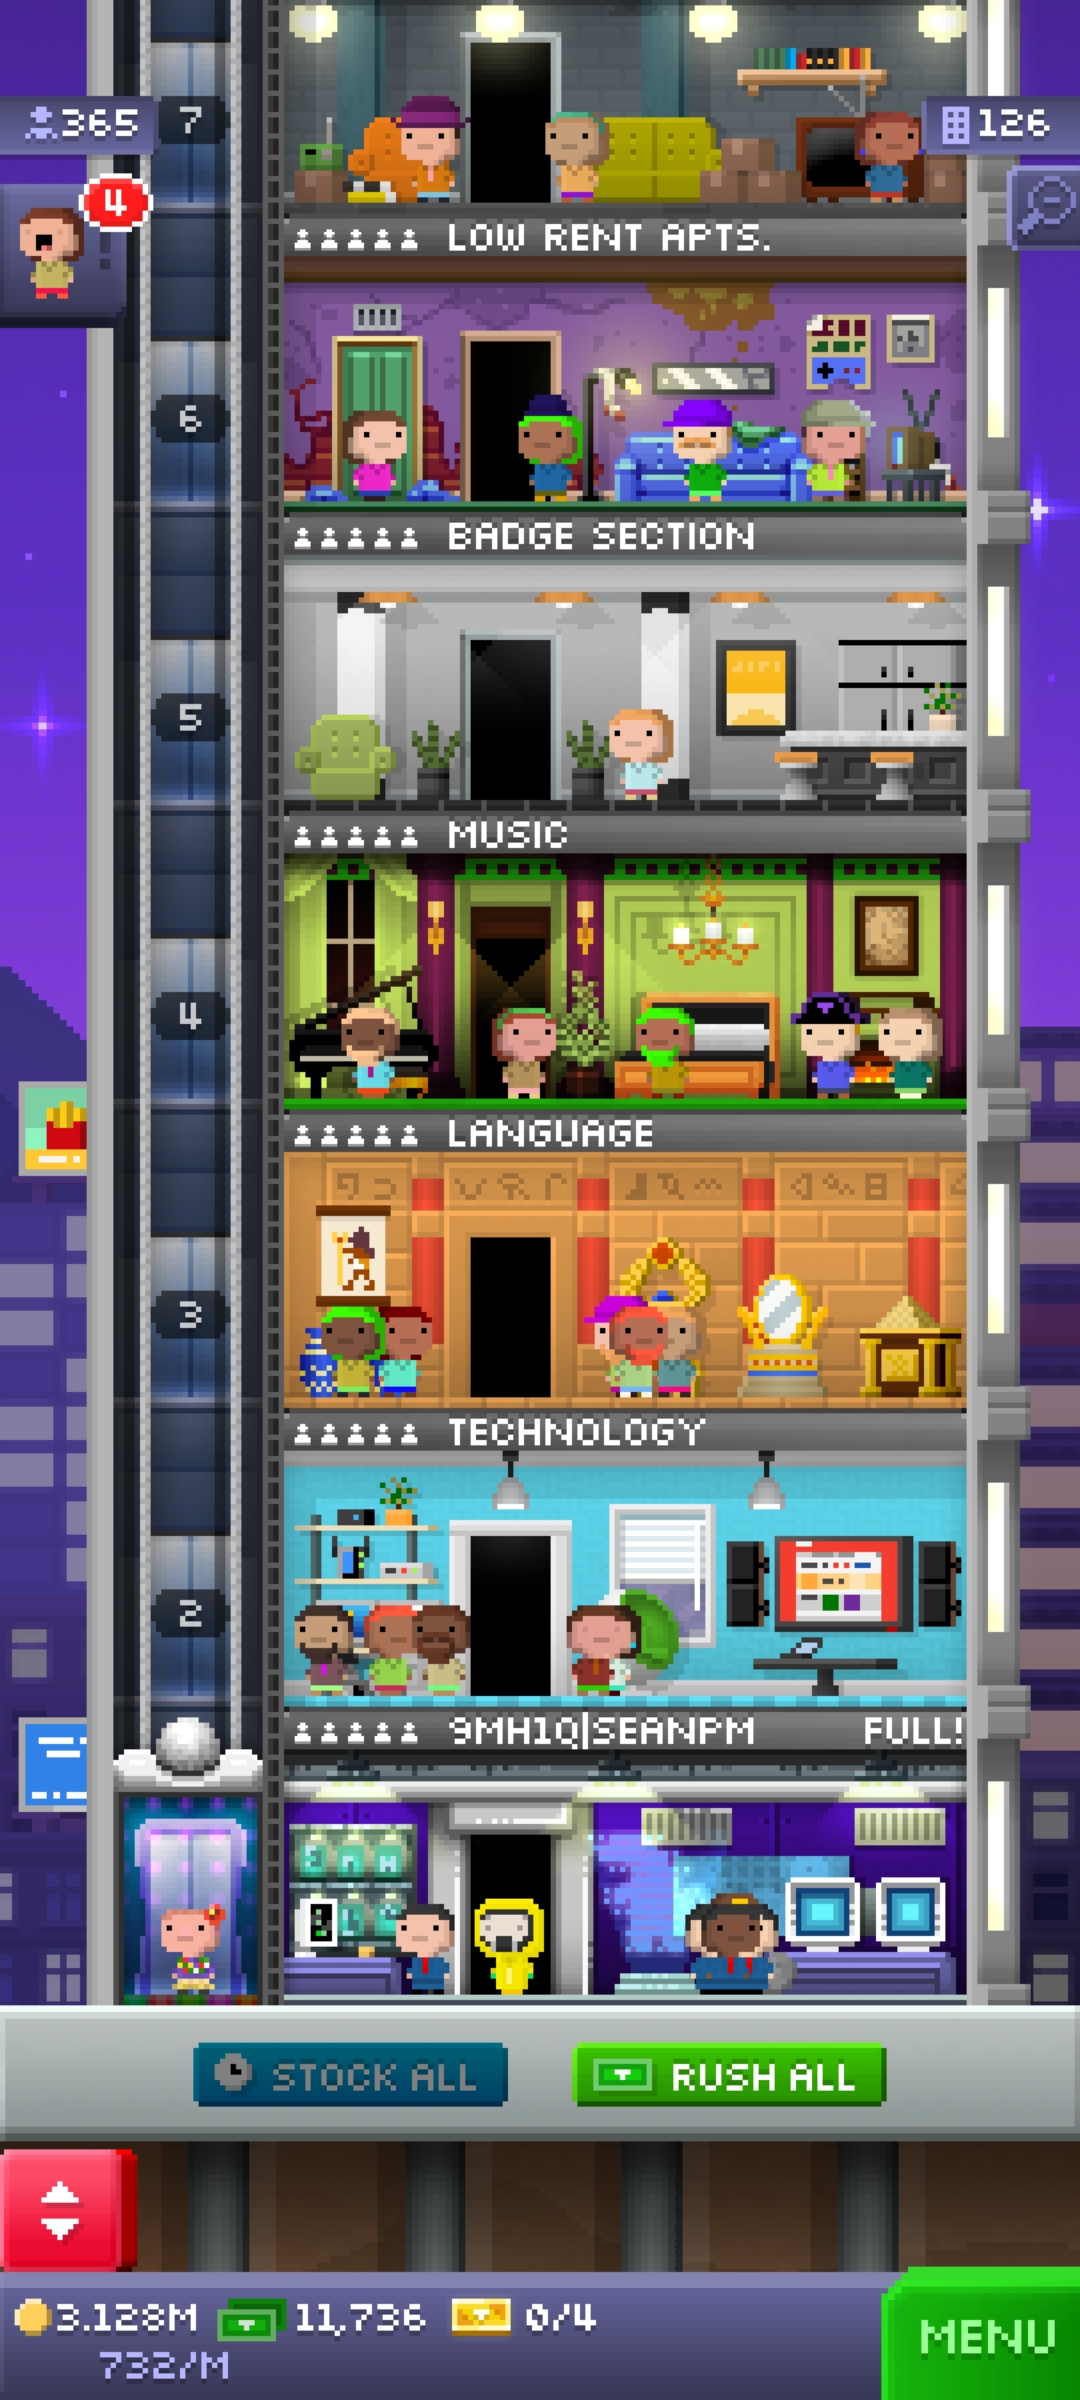 7
365
126
4
LOW RENT APTS.
6
BADGE SECTION
5
MUSIC
4
LANGUAGE
3
TECHNOLOGY
2
9MH1Q|SEANPM FULL!
STOCK ALL
RUSH ALL
3.128M 11,736 0/4
732/M
MENU